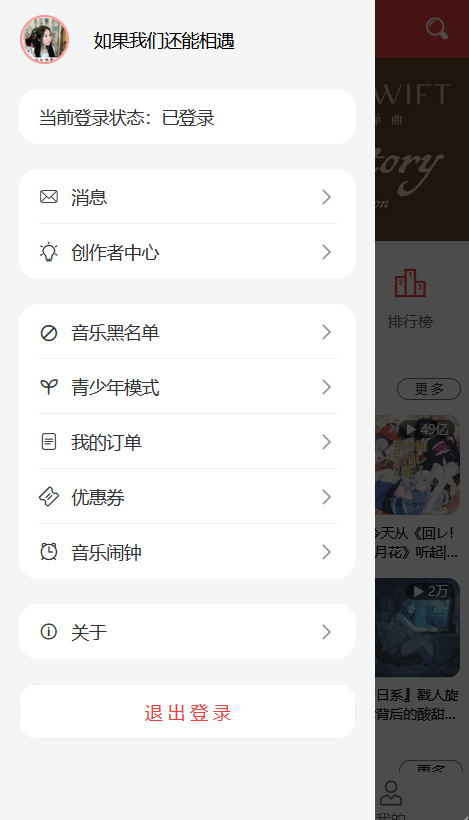 如果我们还能相遇
当前登录状态：已登录
消息
创作者中心
音乐黑名单
青少年模式
我的订单
优惠券
音乐闹钟
关于
退出登录
WIFT
单曲
tory
on
排行榜
更多
49亿
今天从《回レ!
月花》听起|...
2万
日系』戳人旋
背后的酸甜...
更多
我的